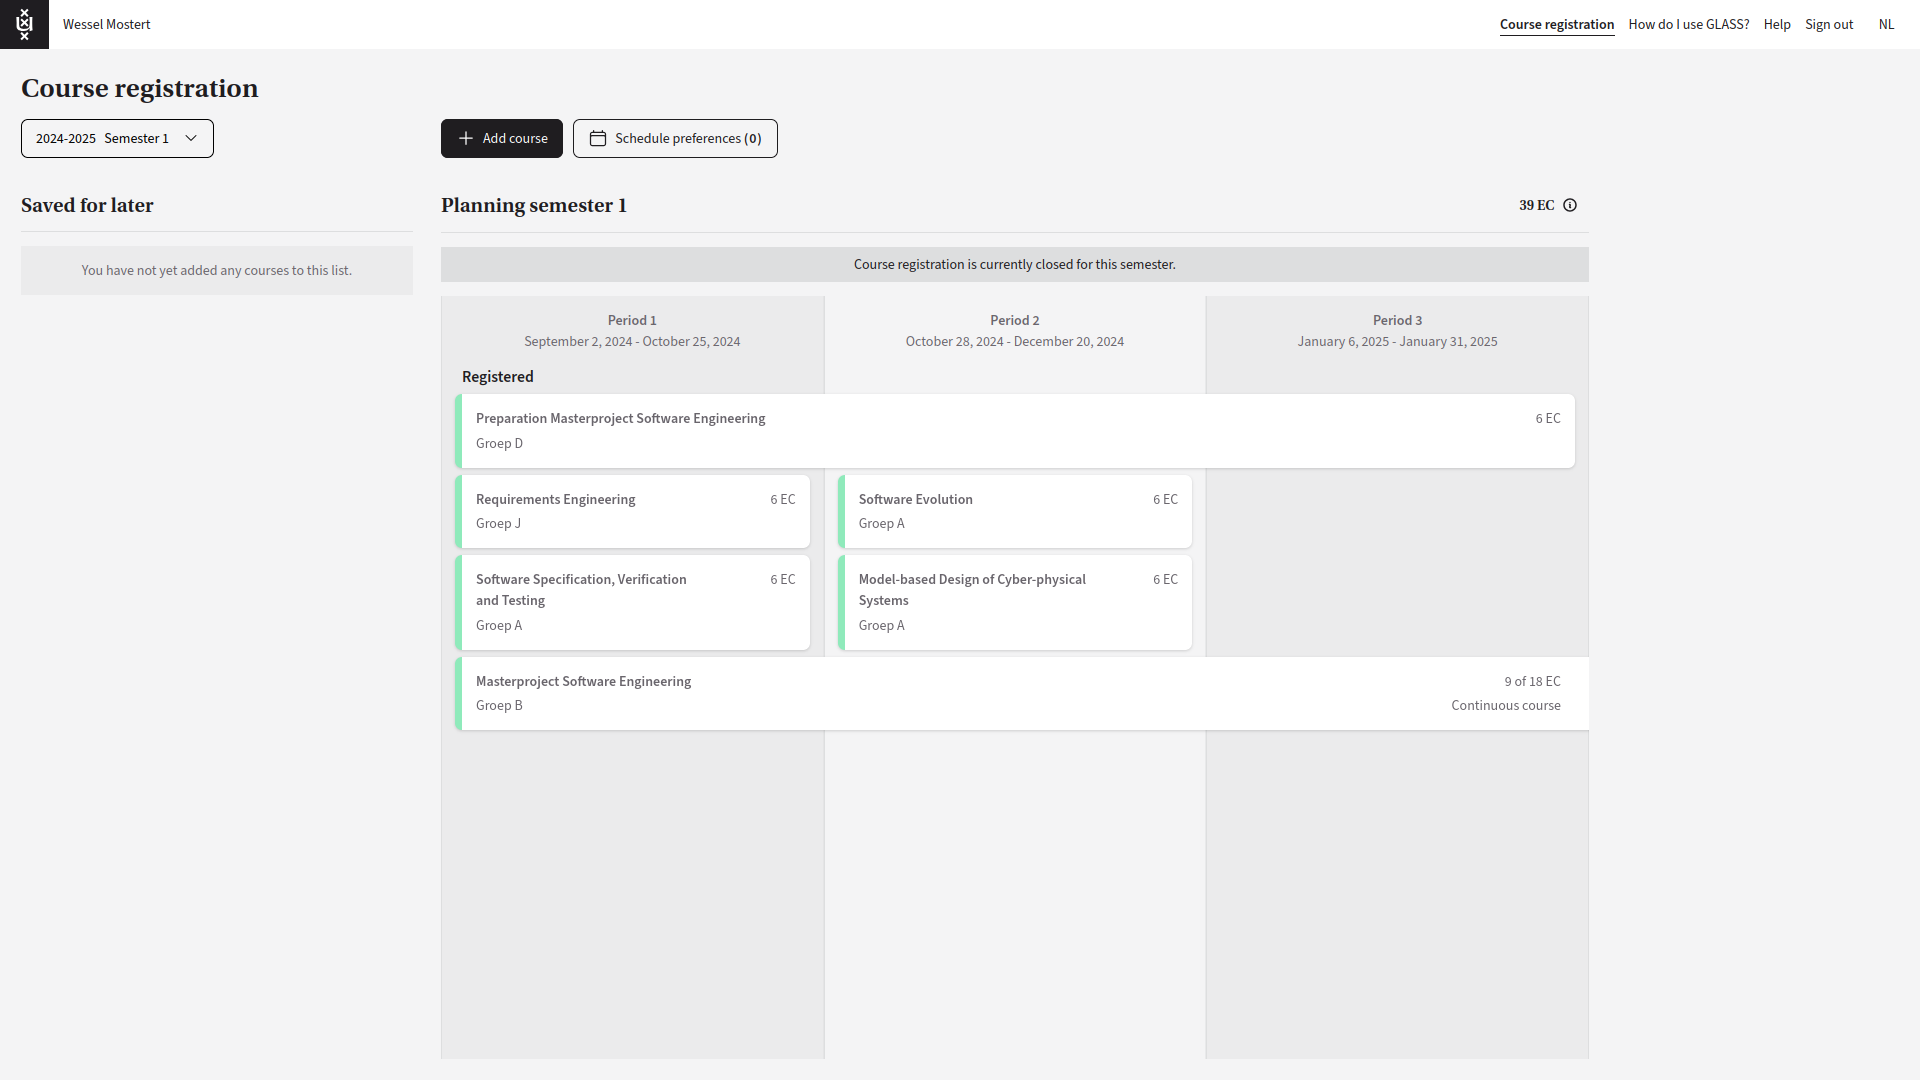 Wessel Mostert
Course registration
How do I use GLASS?
Help
Sign out
NL
Course registration
2024-2025 Semester 1
Add course
Schedule preferences (0)
Saved for later
You have not yet added any courses to this list.
Planning semester 1
39 EC
Course registration is currently closed for this semester.
Period 1
September 2, 2024 - October 25, 2024
Period 2
October 28, 2024 - December 20, 2024
Period 3
January 6, 2025 - January 31, 2025
Registered
Preparation Masterproject Software Engineering
6 EC
Groep D
Requirements Engineering
6 EC
Groep J
Software Evolution
6 EC
Groep A
Software Specification, Verification
and Testing
6 EC
Groep A
Model-based Design of Cyber-physical
Systems
6 EC
Groep A
Masterproject Software Engineering
9 of 18 EC
Groep B
Continuous course